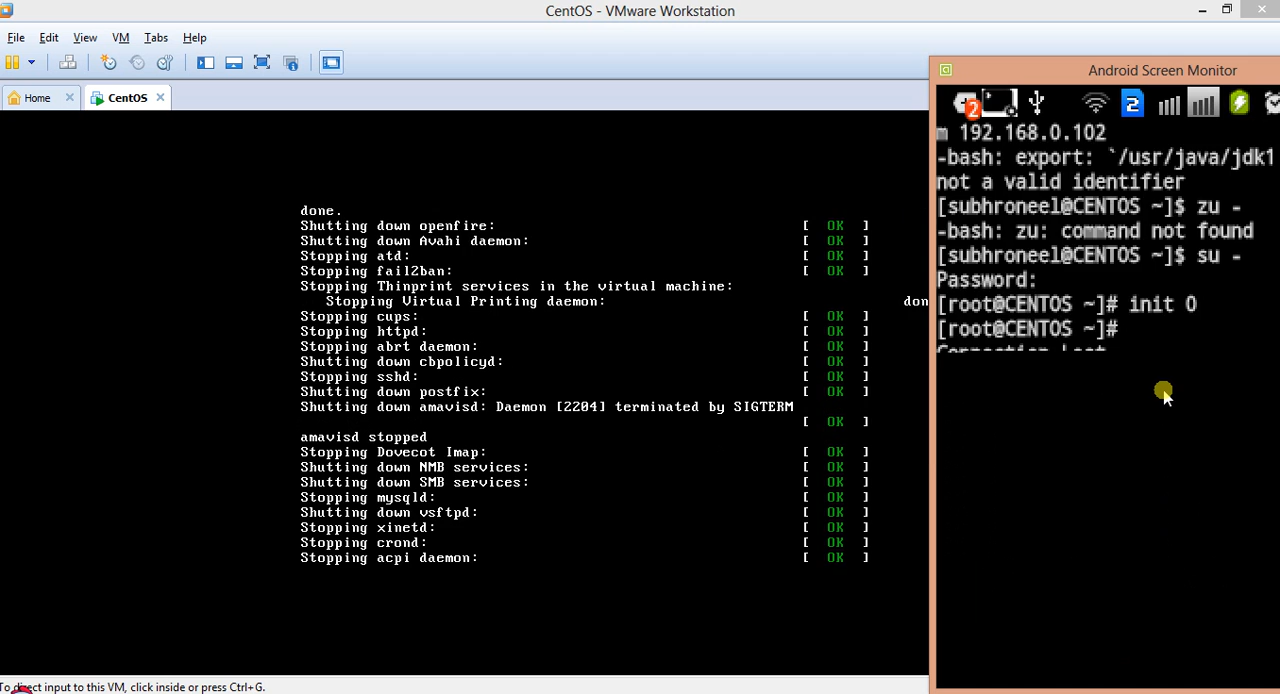 CentOS - VMware Workstation
File Edit View VM Tabs Help
Home CentOS
done.
Shutting down openfire: [ OK ]
Shutting down Avahi daemon: [ OK ]
Stopping atd: [ OK ]
Stopping fail2ban: [ OK ]
Stopping Thinprint services in the virtual machine:
Stopping Virtual Printing daemon: don
Stopping cups: [ OK ]
Stopping httpd: [ OK ]
Stopping abrt daemon: [ OK ]
Shutting down cbpolicyd: [ OK ]
Stopping sshd: [ OK ]
Shutting down postfix: [ OK ]
Shutting down amavisd: Daemon [2204] terminated by SIGTERM
[ OK ]
amavisd stopped
Stopping Dovecot Imap: [ OK ]
Shutting down NMB services: [ OK ]
Shutting down SMB services: [ OK ]
Stopping mysqld: [ OK ]
Shutting down vsftpd: [ OK ]
Stopping xinetd: [ OK ]
Stopping crond: [ OK ]
Stopping acpi daemon: [ OK ]
To direct input to this VM, click inside or press Ctrl+G.
Android Screen Monitor
2 2
m 192.168.0.102
-bash: export: `/usr/java/jdk1
not a valid identifier
[subhroneel@CENTOS ~]$ zu -
-bash: zu: command not found
[subhroneel@CENTOS ~]$ su -
Password:
[root@CENTOS ~]# init 0
[root@CENTOS ~]#